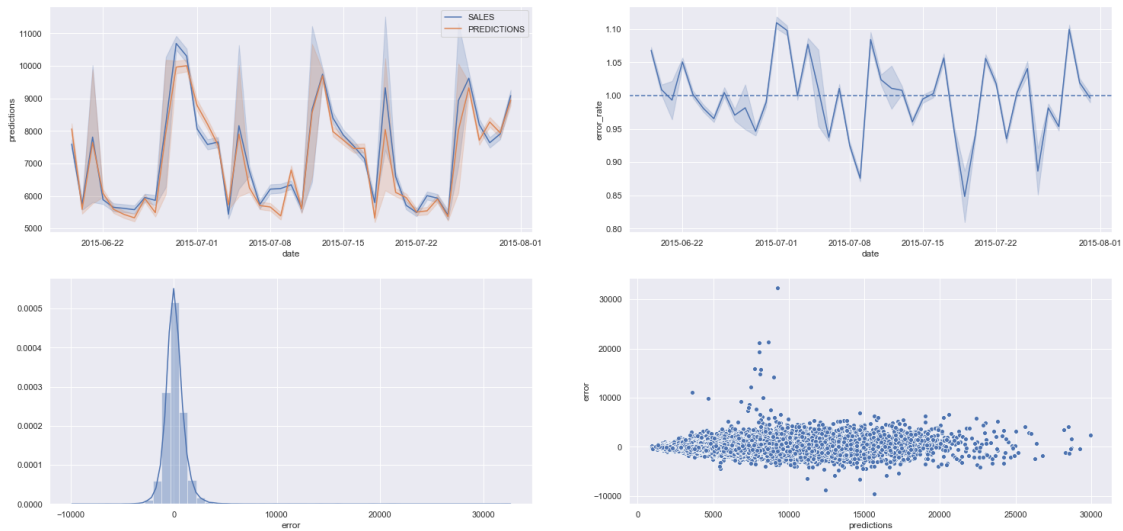 SALES
PREDICTIONS
11000
10000
9000
8000
7000
6000
5000
predictions
2015-06-22 2015-07-01 2015-07-08 2015-07-15 2015-07-22 2015-08-01
date
1.10
1.05
1.00
0.95
0.90
0.85
0.80
error_rate
2015-06-22 2015-07-01 2015-07-08 2015-07-15 2015-07-22 2015-08-01
date
0.0005
0.0004
0.0003
0.0002
0.0001
0.0000
−10000 0 10000 20000 30000
error
30000
20000
10000
0
−10000
error
0 5000 10000 15000 20000 25000 30000
predictions